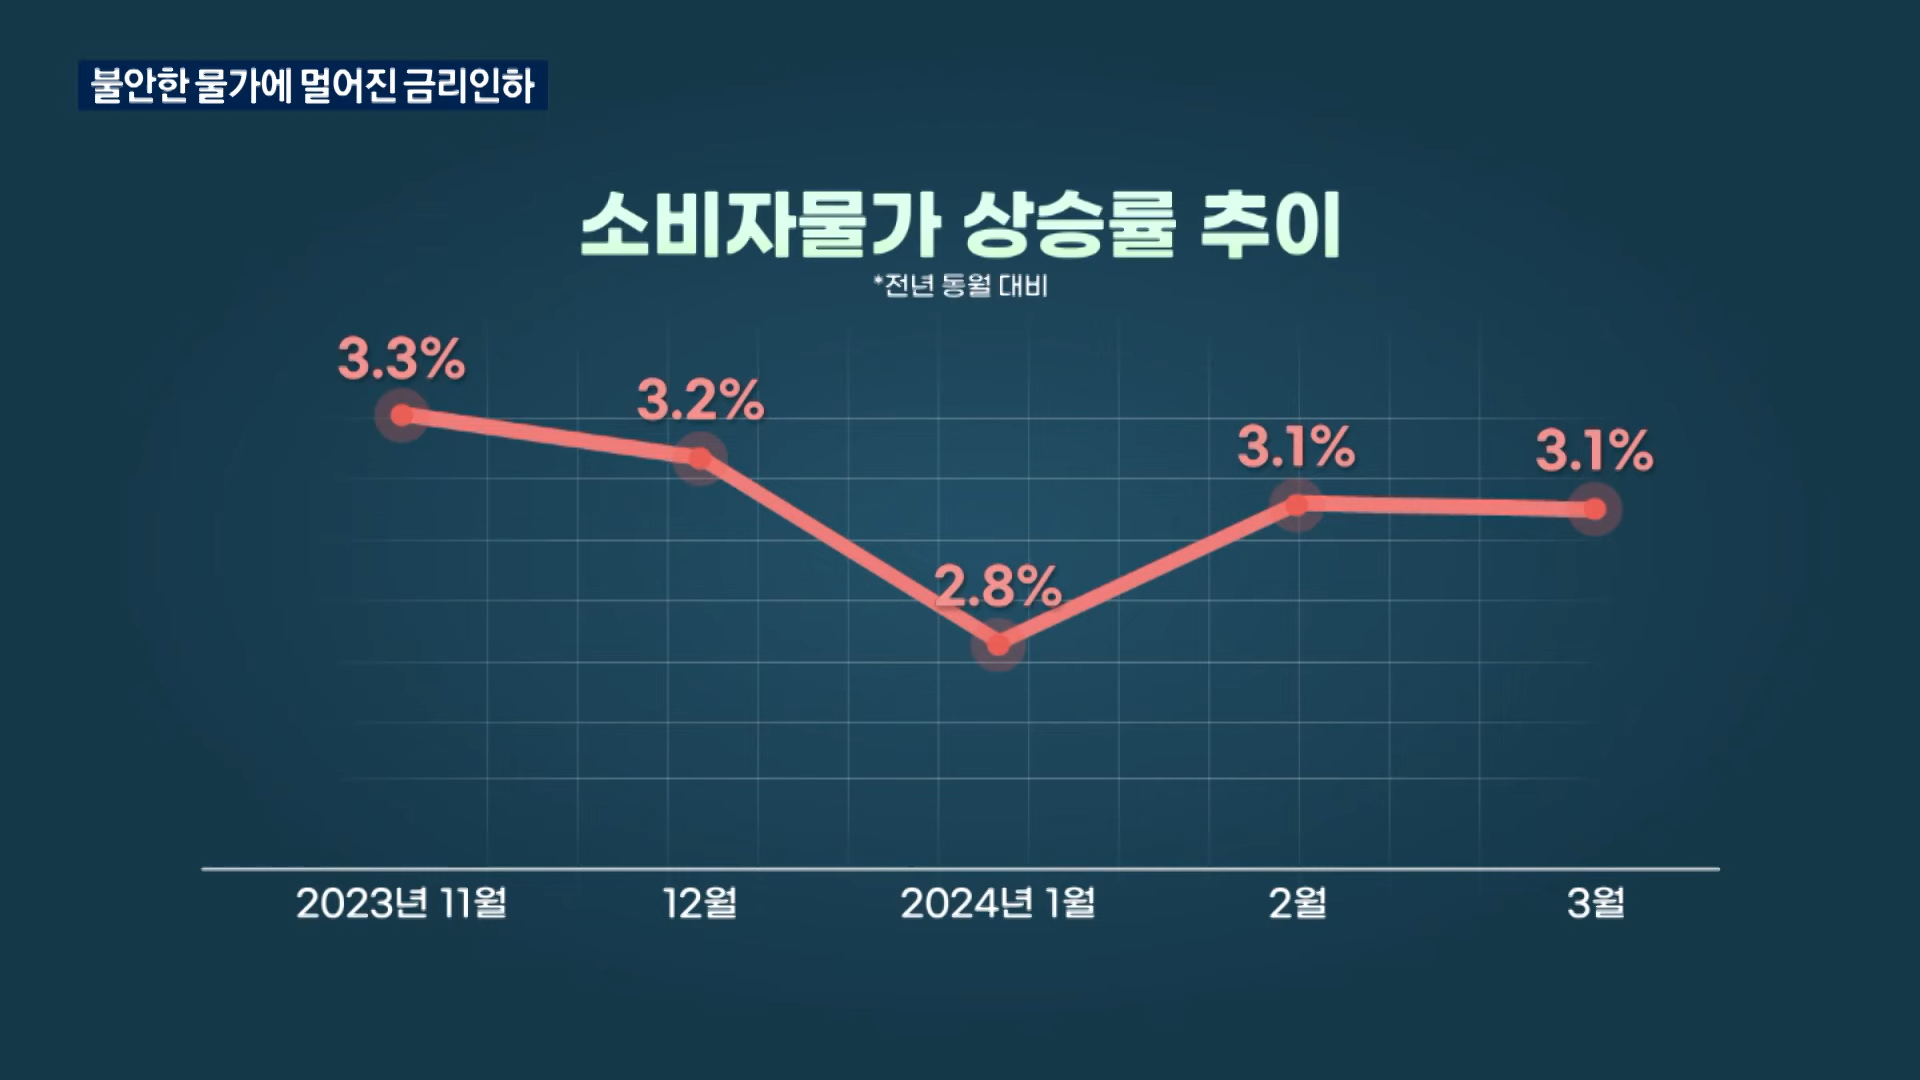 불안한 물가에 멀어진 금리인하
소비자물가 상승률 추이
*전년 동월 대비
3.3%
3.2%
2.8%
3.1%
3.1%
2023년 11월
12월
2024년 1월
2월
3월